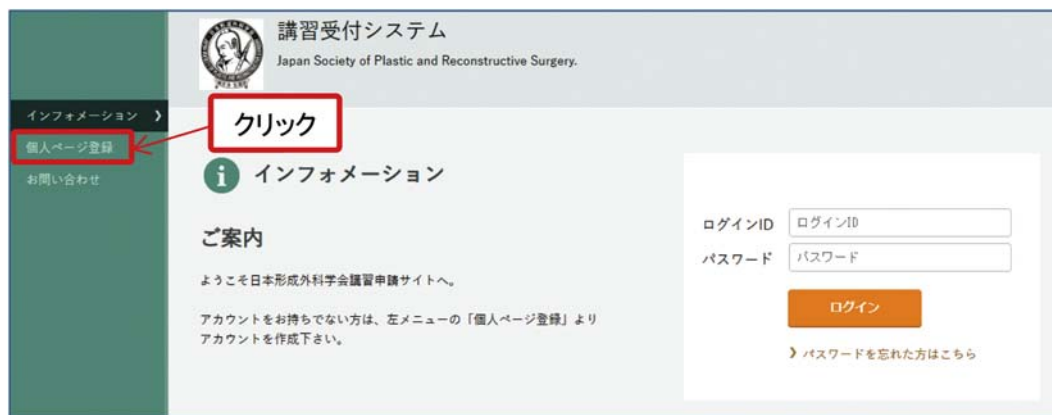 講習受付システム
Japan Society of Plastic and Reconstructive Surgery.
インフォメーション ❯
個人ページ登録
お問い合わせ
クリック
i インフォメーション
ご案内
ようこそ日本形成外科学会講習申請サイトへ。
アカウントをお持ちでない方は、左メニューの「個人ページ登録」より
アカウントを作成下さい。
ログインID ログインID
パスワード パスワード
ログイン
❯ パスワードを忘れた方はこちら